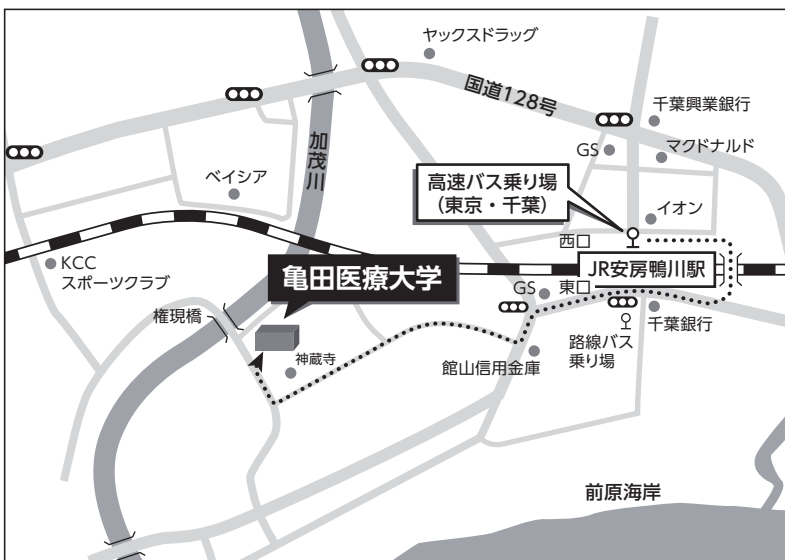 ヤックスドラッグ
国道128号
千葉興業銀行
GS
マクドナルド
加茂川
ベイシア
高速バス乗り場
（東京・千葉）
イオン
西口
KCC
スポーツクラブ
亀田医療大学
JR安房鴨川駅
GS
東口
権現橋
千葉銀行
神蔵寺
館山信用金庫
路線バス
乗り場
前原海岸